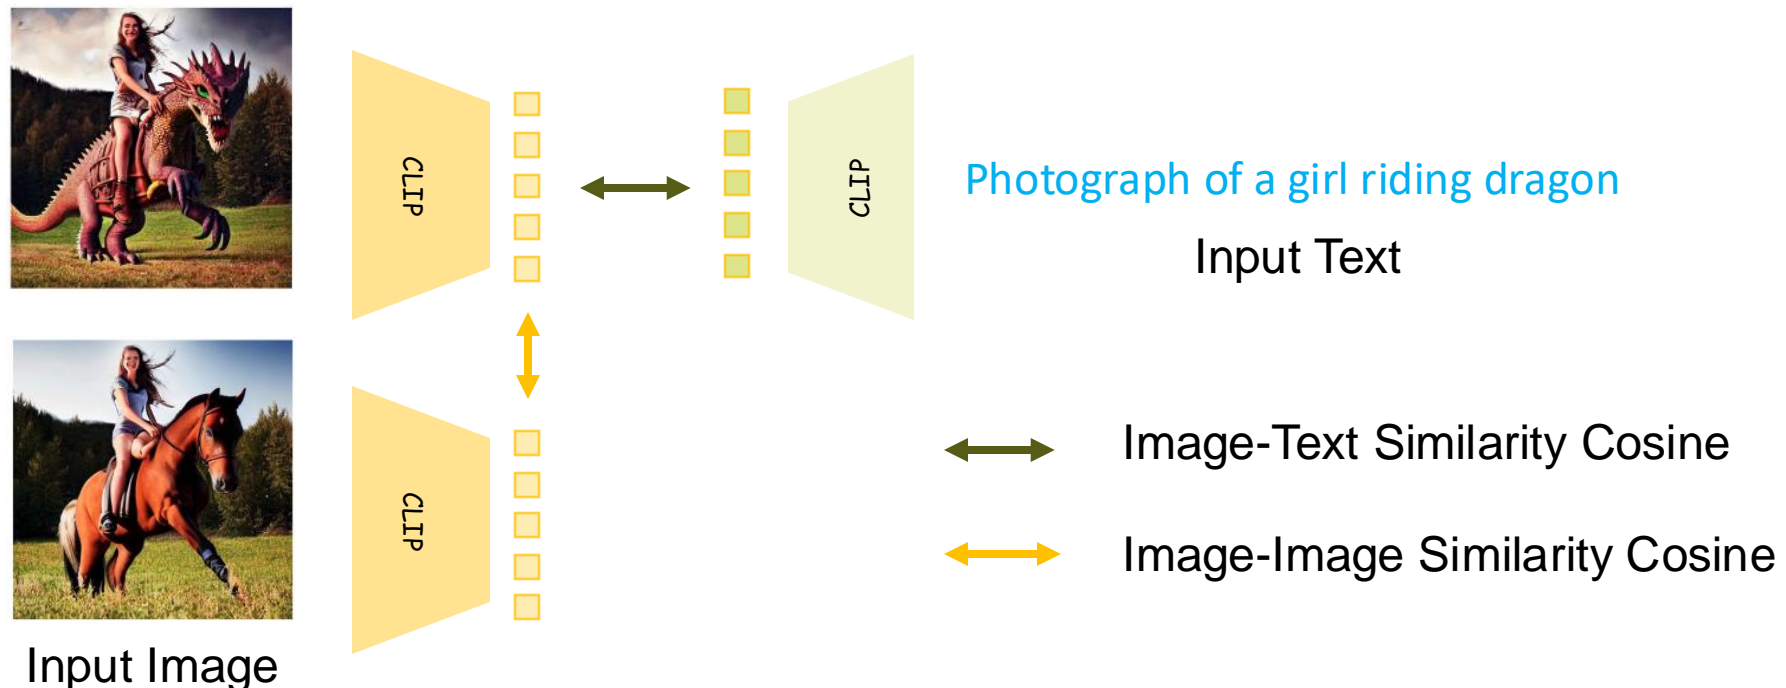 CLIP
CLIP
Photograph of a girl riding dragon
Input Text
CLIP
Image-Text Similarity Cosine
Image-Image Similarity Cosine
Input Image